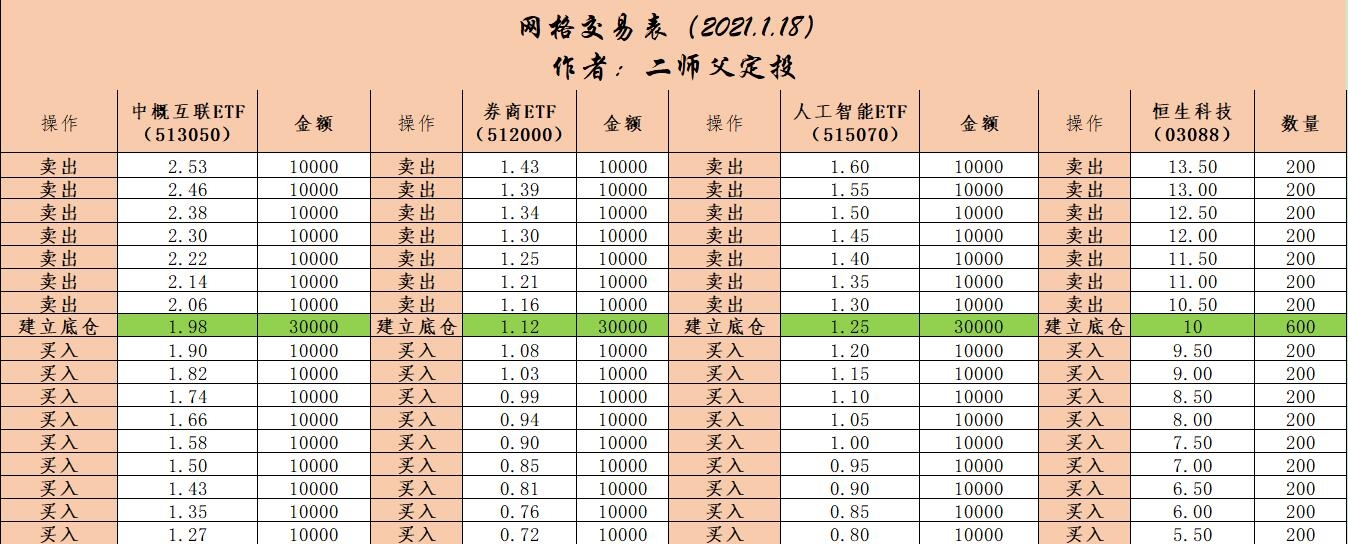 网格交易表（2021.1.18）
作者：二师父定投
操作 中概互联ETF（513050） 金额 操作 券商ETF（512000） 金额 操作 人工智能ETF（515070） 金额 操作 恒生科技（03088） 数量
卖出 2.53 10000 卖出 1.43 10000 卖出 1.60 10000 卖出 13.50 200
卖出 2.46 10000 卖出 1.39 10000 卖出 1.55 10000 卖出 13.00 200
卖出 2.38 10000 卖出 1.34 10000 卖出 1.50 10000 卖出 12.50 200
卖出 2.30 10000 卖出 1.30 10000 卖出 1.45 10000 卖出 12.00 200
卖出 2.22 10000 卖出 1.25 10000 卖出 1.40 10000 卖出 11.50 200
卖出 2.14 10000 卖出 1.21 10000 卖出 1.35 10000 卖出 11.00 200
卖出 2.06 10000 卖出 1.16 10000 卖出 1.30 10000 卖出 10.50 200
建立底仓 1.98 30000 建立底仓 1.12 30000 建立底仓 1.25 30000 建立底仓 10 600
买入 1.90 10000 买入 1.08 10000 买入 1.20 10000 买入 9.50 200
买入 1.82 10000 买入 1.03 10000 买入 1.15 10000 买入 9.00 200
买入 1.74 10000 买入 0.99 10000 买入 1.10 10000 买入 8.50 200
买入 1.66 10000 买入 0.94 10000 买入 1.05 10000 买入 8.00 200
买入 1.58 10000 买入 0.90 10000 买入 1.00 10000 买入 7.50 200
买入 1.50 10000 买入 0.85 10000 买入 0.95 10000 买入 7.00 200
买入 1.43 10000 买入 0.81 10000 买入 0.90 10000 买入 6.50 200
买入 1.35 10000 买入 0.76 10000 买入 0.85 10000 买入 6.00 200
买入 1.27 10000 买入 0.72 10000 买入 0.80 10000 买入 5.50 200